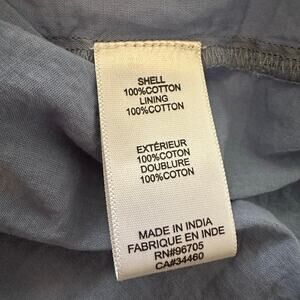 SHELL
100%COTTON
LINING
100%COTTON
EXTÉRIEUR
100%COTON
DOUBLURE
100%COTON
MADE IN INDIA
FABRIQUE EN INDE
RN#96705
CA#34460